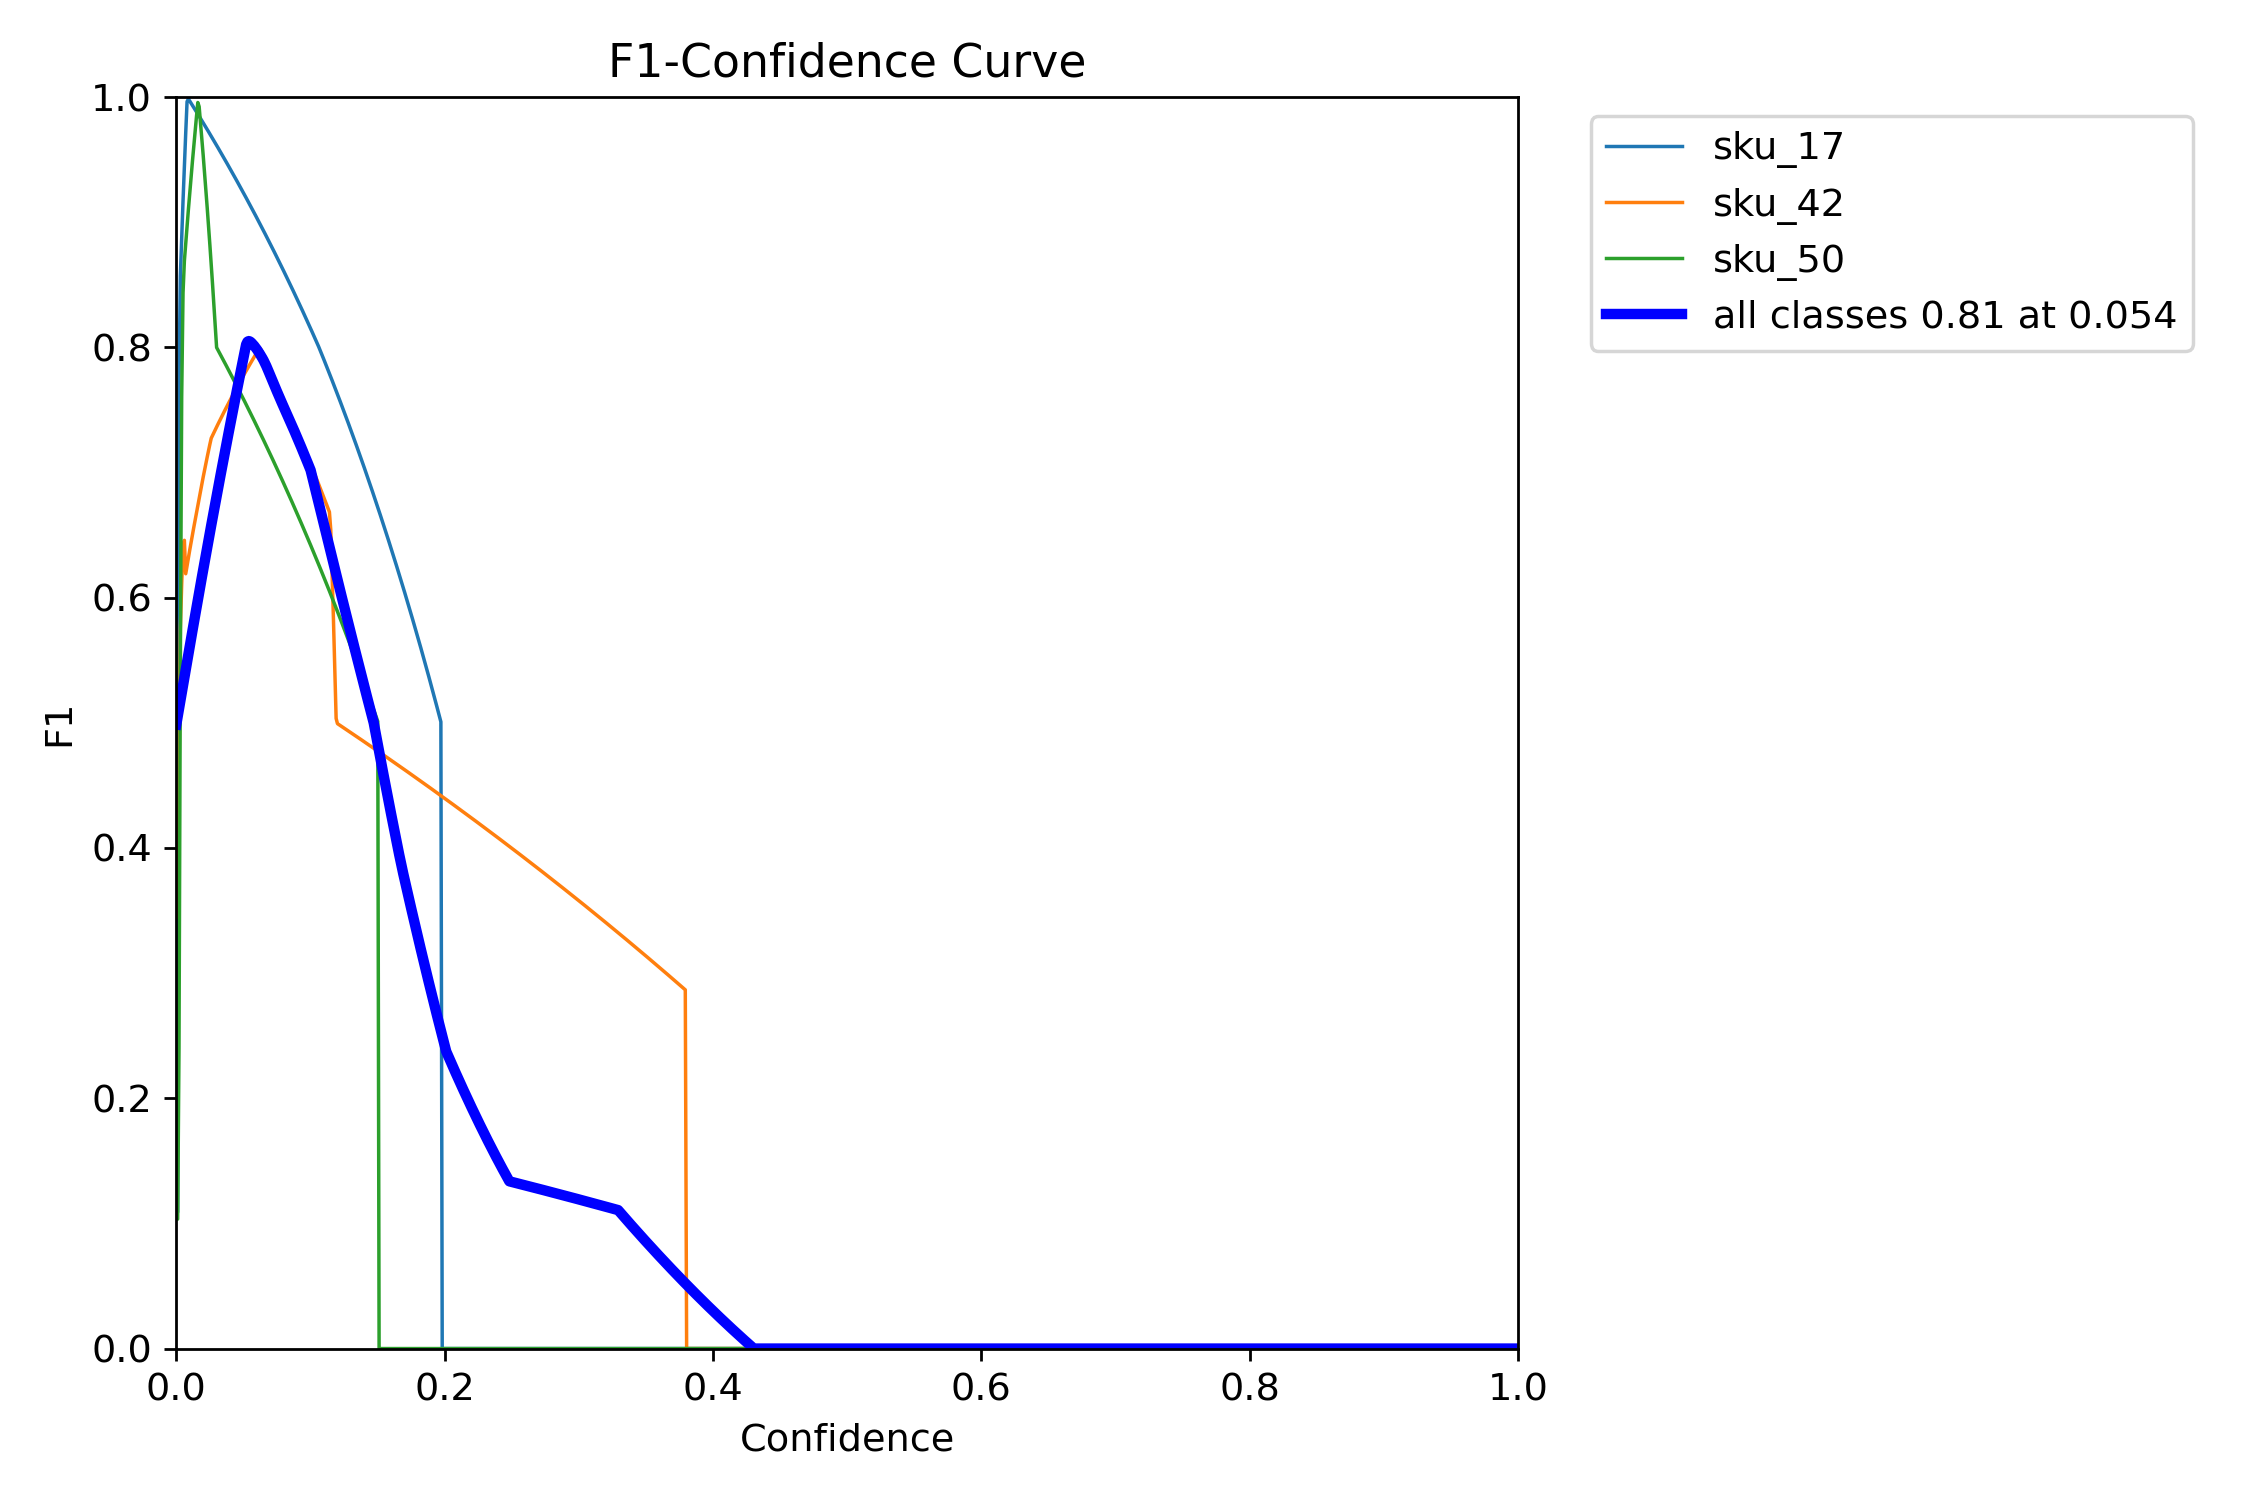 F1-Confidence Curve
1.0
0.8
0.6
0.4
0.2
0.0
F1
0.0 0.2 0.4 0.6 0.8 1.0
Confidence
sku_17
sku_42
sku_50
all classes 0.81 at 0.054